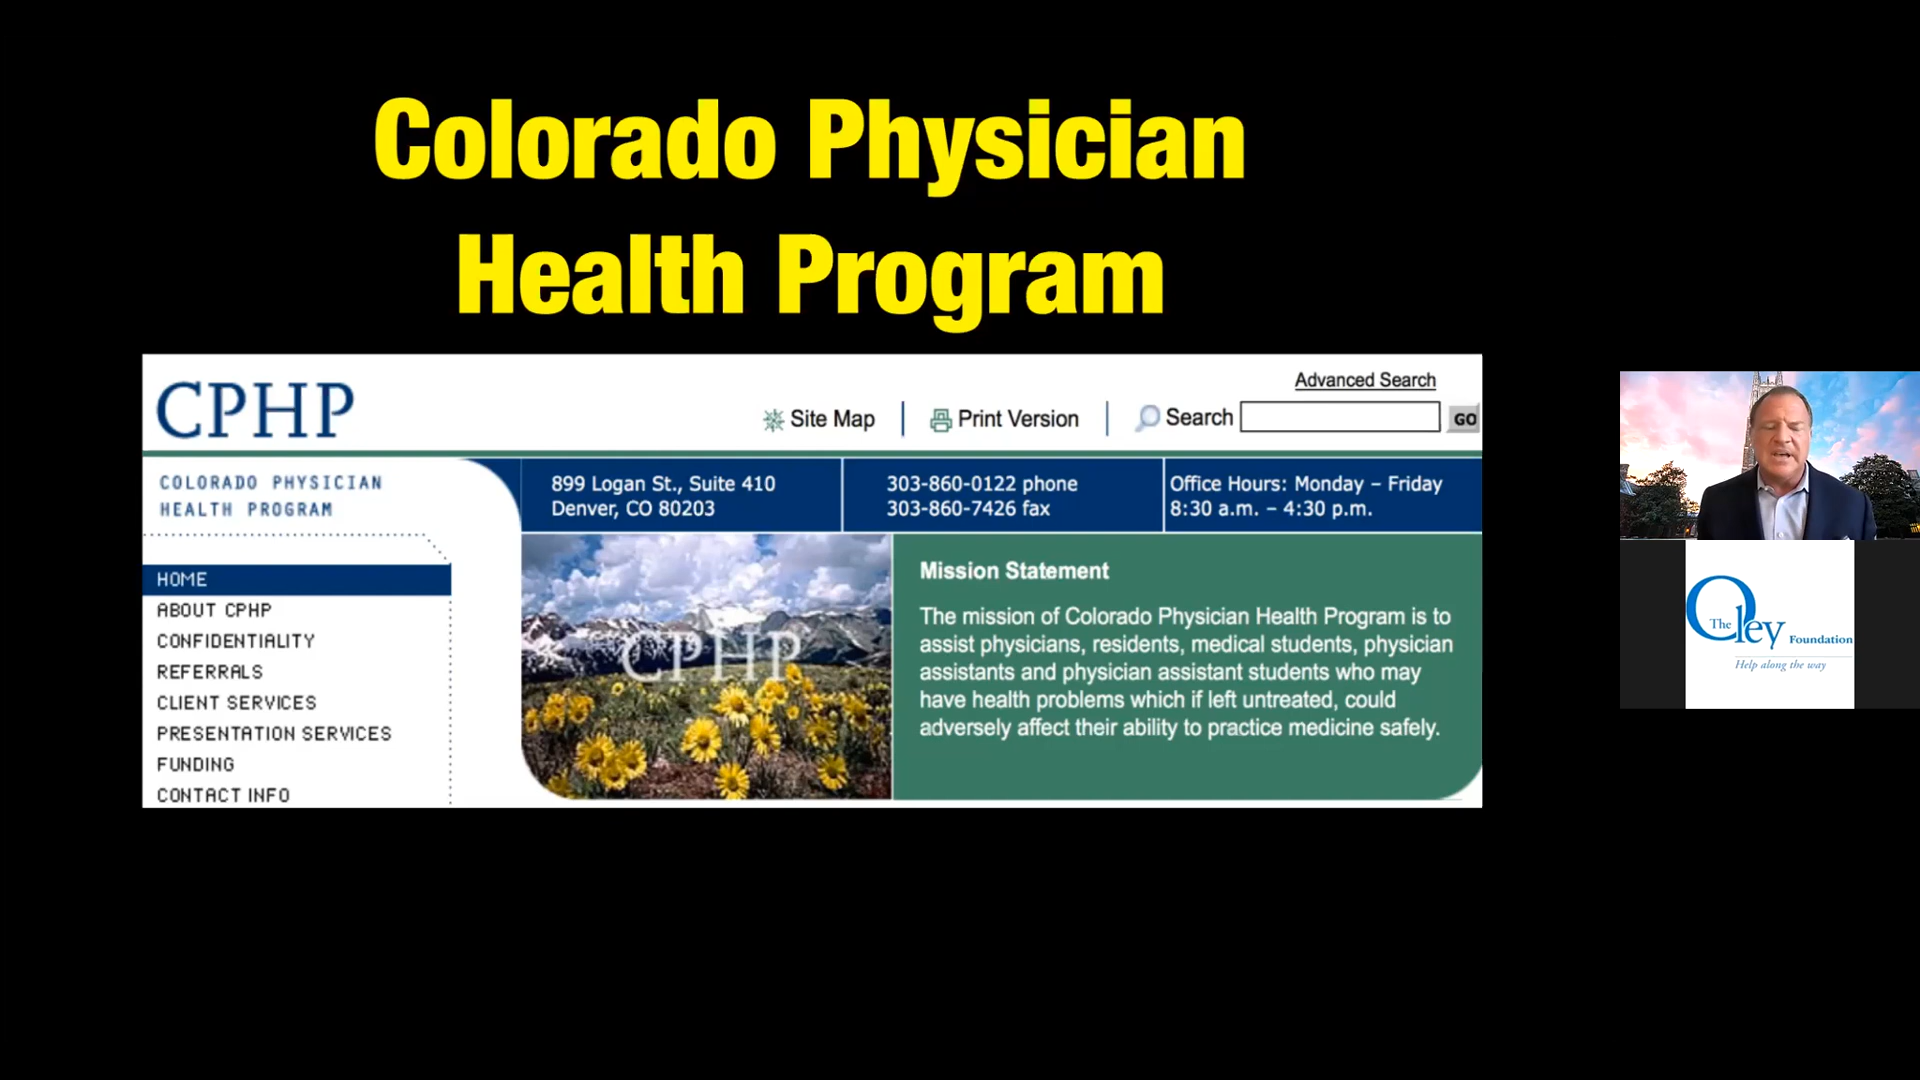 Colorado Physician
Health Program
CPHP
Advanced Search
Site Map
Print Version
Search
GO
COLORADO PHYSICIAN
HEALTH PROGRAM
899 Logan St., Suite 410
Denver, CO 80203
303-860-0122 phone
303-860-7426 fax
Office Hours: Monday – Friday
8:30 a.m. – 4:30 p.m.
HOME
ABOUT CPHP
CONFIDENTIALITY
REFERRALS
CLIENT SERVICES
PRESENTATION SERVICES
FUNDING
CONTACT INFO
CPHP
Mission Statement
The mission of Colorado Physician Health Program is to
assist physicians, residents, medical students, physician
assistants and physician assistant students who may
have health problems which if left untreated, could
adversely affect their ability to practice medicine safely.
The Oley Foundation
Help along the way